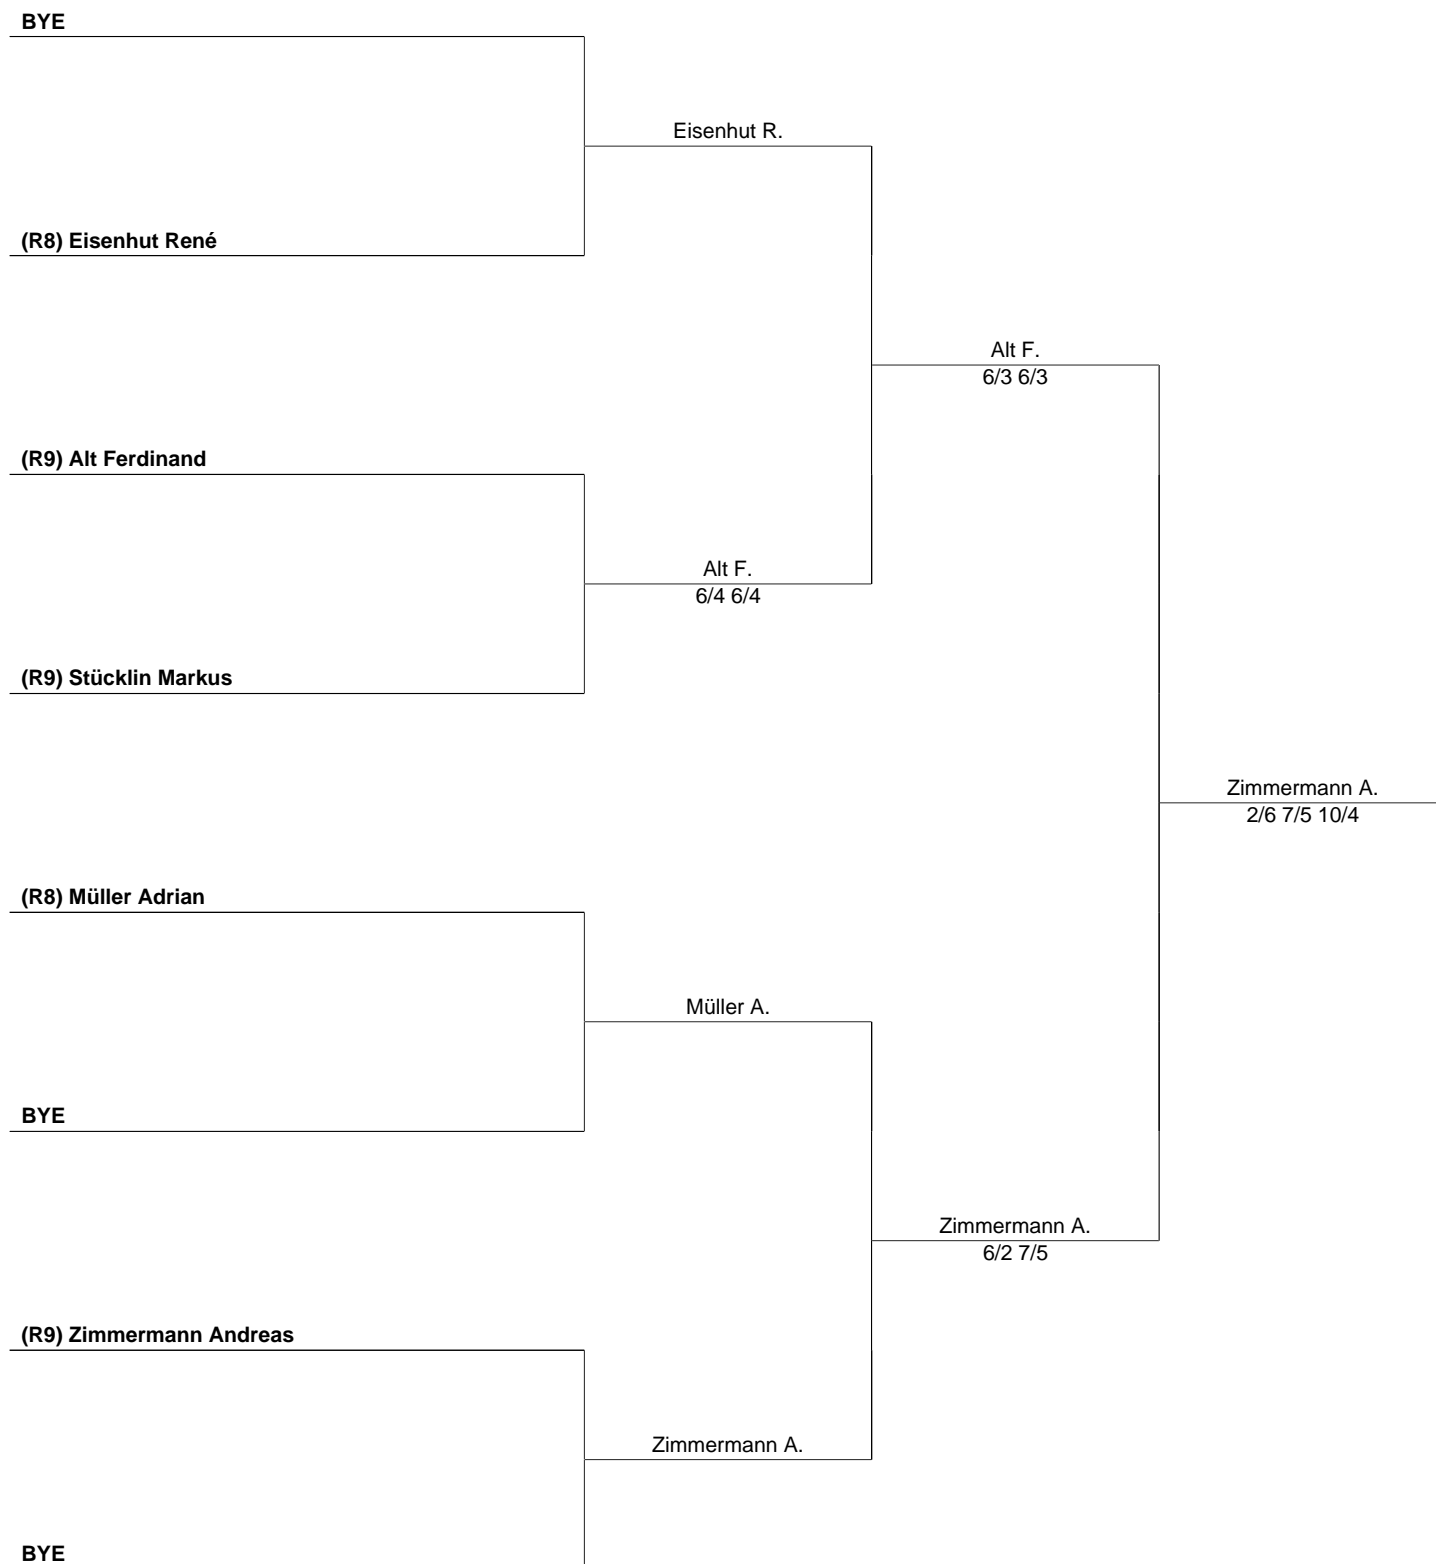 BYE
Eisenhut R.
(R8) Eisenhut René
Alt F.
6/3 6/3
(R9) Alt Ferdinand
Alt F.
6/4 6/4
(R9) Stücklin Markus
Zimmermann A.
2/6 7/5 10/4
(R8) Müller Adrian
Müller A.
BYE
Zimmermann A.
6/2 7/5
(R9) Zimmermann Andreas
Zimmermann A.
BYE